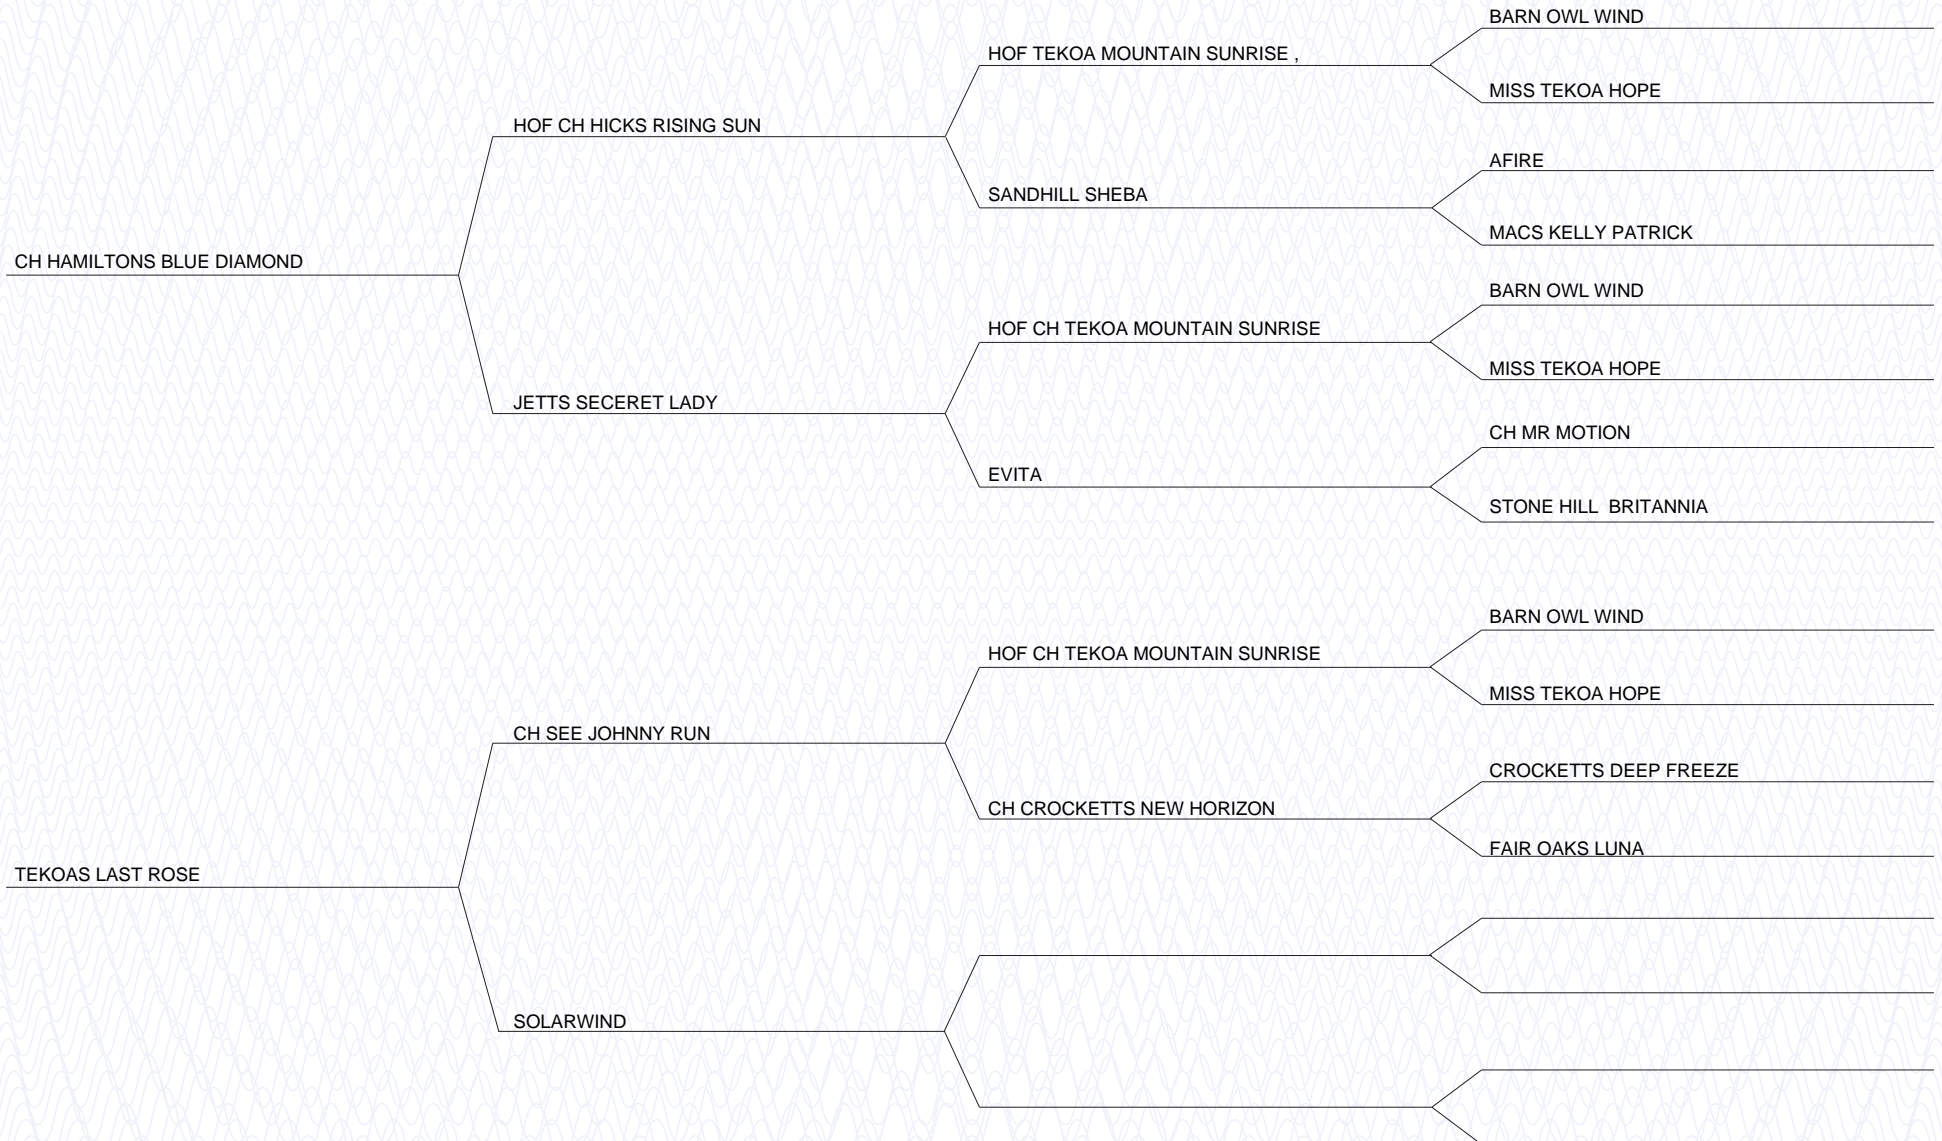 BARN OWL WIND
HOF TEKOA MOUNTAIN SUNRISE ,
MISS TEKOA HOPE
HOF CH HICKS RISING SUN
AFIRE
SANDHILL SHEBA
MACS KELLY PATRICK
CH HAMILTONS BLUE DIAMOND
BARN OWL WIND
HOF CH TEKOA MOUNTAIN SUNRISE
MISS TEKOA HOPE
JETTS SECERET LADY
CH MR MOTION
EVITA
STONE HILL  BRITANNIA
BARN OWL WIND
HOF CH TEKOA MOUNTAIN SUNRISE
MISS TEKOA HOPE
CH SEE JOHNNY RUN
CROCKETTS DEEP FREEZE
CH CROCKETTS NEW HORIZON
FAIR OAKS LUNA
TEKOAS LAST ROSE
SOLARWIND